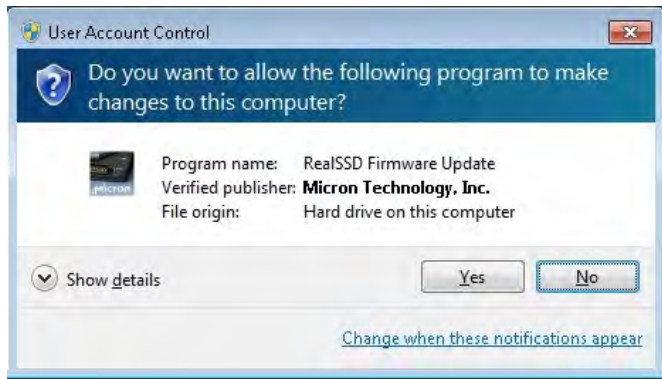 User Account Control
Do you want to allow the following program to make
changes to this computer?
Micron
Program name: RealSSD Firmware Update
Verified publisher: Micron Technology, Inc.
File origin: Hard drive on this computer
Show details
Yes
No
Change when these notifications appear